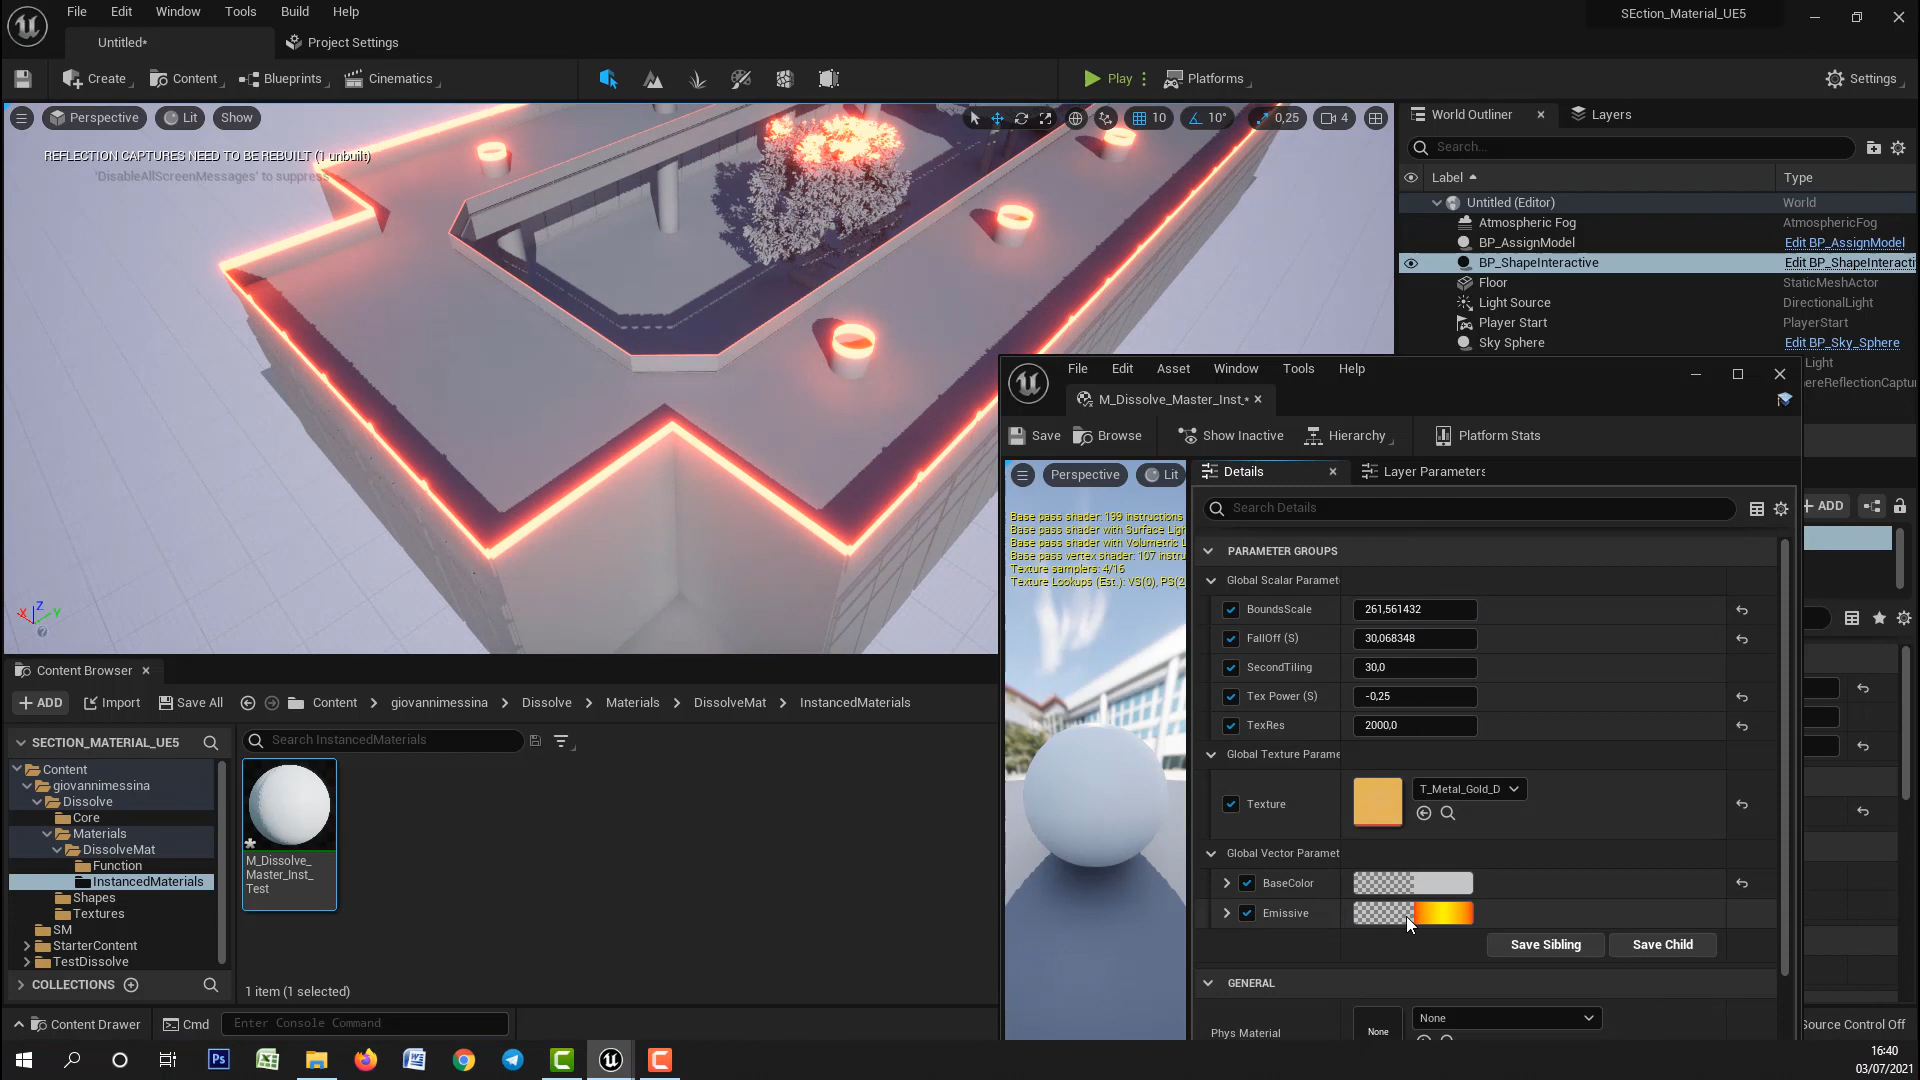 File Edit Window Tools Build Help
SEction_Material_UE5
Untitled*
Project Settings
Create
Content
Blueprints
Cinematics
Play
Platforms
Settings
Perspective
Lit
Show
10
10°
0,25
4
REFLECTION CAPTURES NEED TO BE REBUILT (1 unbuilt)
'DisableAllScreenMessages' to suppress
World Outliner
Layers
Search...
Label
Type
Untitled (Editor)
World
Atmospheric Fog
AtmosphericFog
BP_AssignModel
Edit BP_AssignModel
BP_ShapeInteractive
Edit BP_ShapeInteracti
Floor
StaticMeshActor
Light Source
DirectionalLight
Player Start
PlayerStart
Sky Sphere
Edit BP_Sky_Sphere
Light
ereReflectionCaptur
File Edit Asset Window Tools Help
M_Dissolve_Master_Inst_*
Save
Browse
Show Inactive
Hierarchy
Platform Stats
Perspective
Lit
Base pass shader: 199 instructions
Base pass shader with Surface Ligh
Base pass shader with Volumetric L
Base pass vertex shader: 107 instru
Texture samplers: 4/16
Texture Lookups (Est.): VS(0), PS(2
Details
Layer Parameters
Search Details
ADD
PARAMETER GROUPS
Global Scalar Paramet
BoundsScale
261,561432
FallOff (S)
30,068348
SecondTiling
30,0
Tex Power (S)
-0,25
TexRes
2000,0
Global Texture Parame
Texture
T_Metal_Gold_D
Global Vector Paramet
BaseColor
Emissive
Save Sibling
Save Child
GENERAL
Phys Material
None
None
Content Browser
ADD
Import
Save All
Content
giovannimessina
Dissolve
Materials
DissolveMat
InstancedMaterials
SECTION_MATERIAL_UE5
Search InstancedMaterials
Content
giovannimessina
Dissolve
Core
Materials
DissolveMat
Function
InstancedMaterials
Shapes
Textures
SM
StarterContent
TestDissolve
M_Dissolve_
Master_Inst_
Test
COLLECTIONS
1 item (1 selected)
Content Drawer
Cmd
Enter Console Command
Source Control Off
16:40
03/07/2021